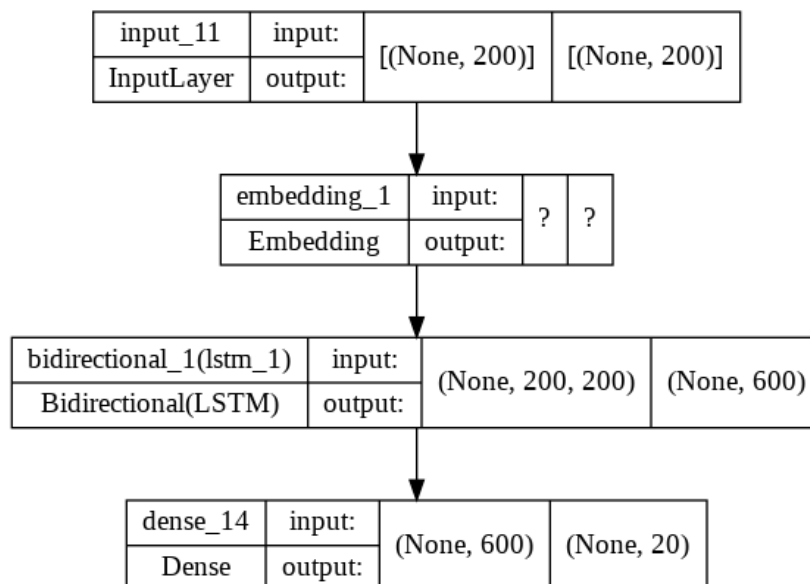 input_11 input: [(None, 200)] [(None, 200)]
InputLayer output:
embedding_1 input: ? ?
Embedding output:
bidirectional_1(lstm_1) input: (None, 200, 200) (None, 600)
Bidirectional(LSTM) output:
dense_14 input: (None, 600) (None, 20)
Dense output: